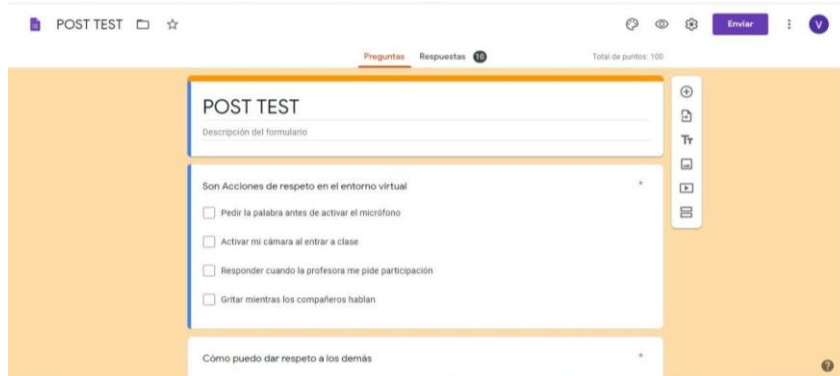 POST TEST
Enviar
V
Preguntas Respuestas 10 Total de puntos: 100
POST TEST
Descripción del formulario
Son Acciones de respeto en el entorno virtual *
Pedir la palabra antes de activar el micrófono
Activar mi cámara al entrar a clase
Responder cuando la profesora me pide participación
Gritar mientras los compañeros hablan
Cómo puedo dar respeto a los demás *
Tт